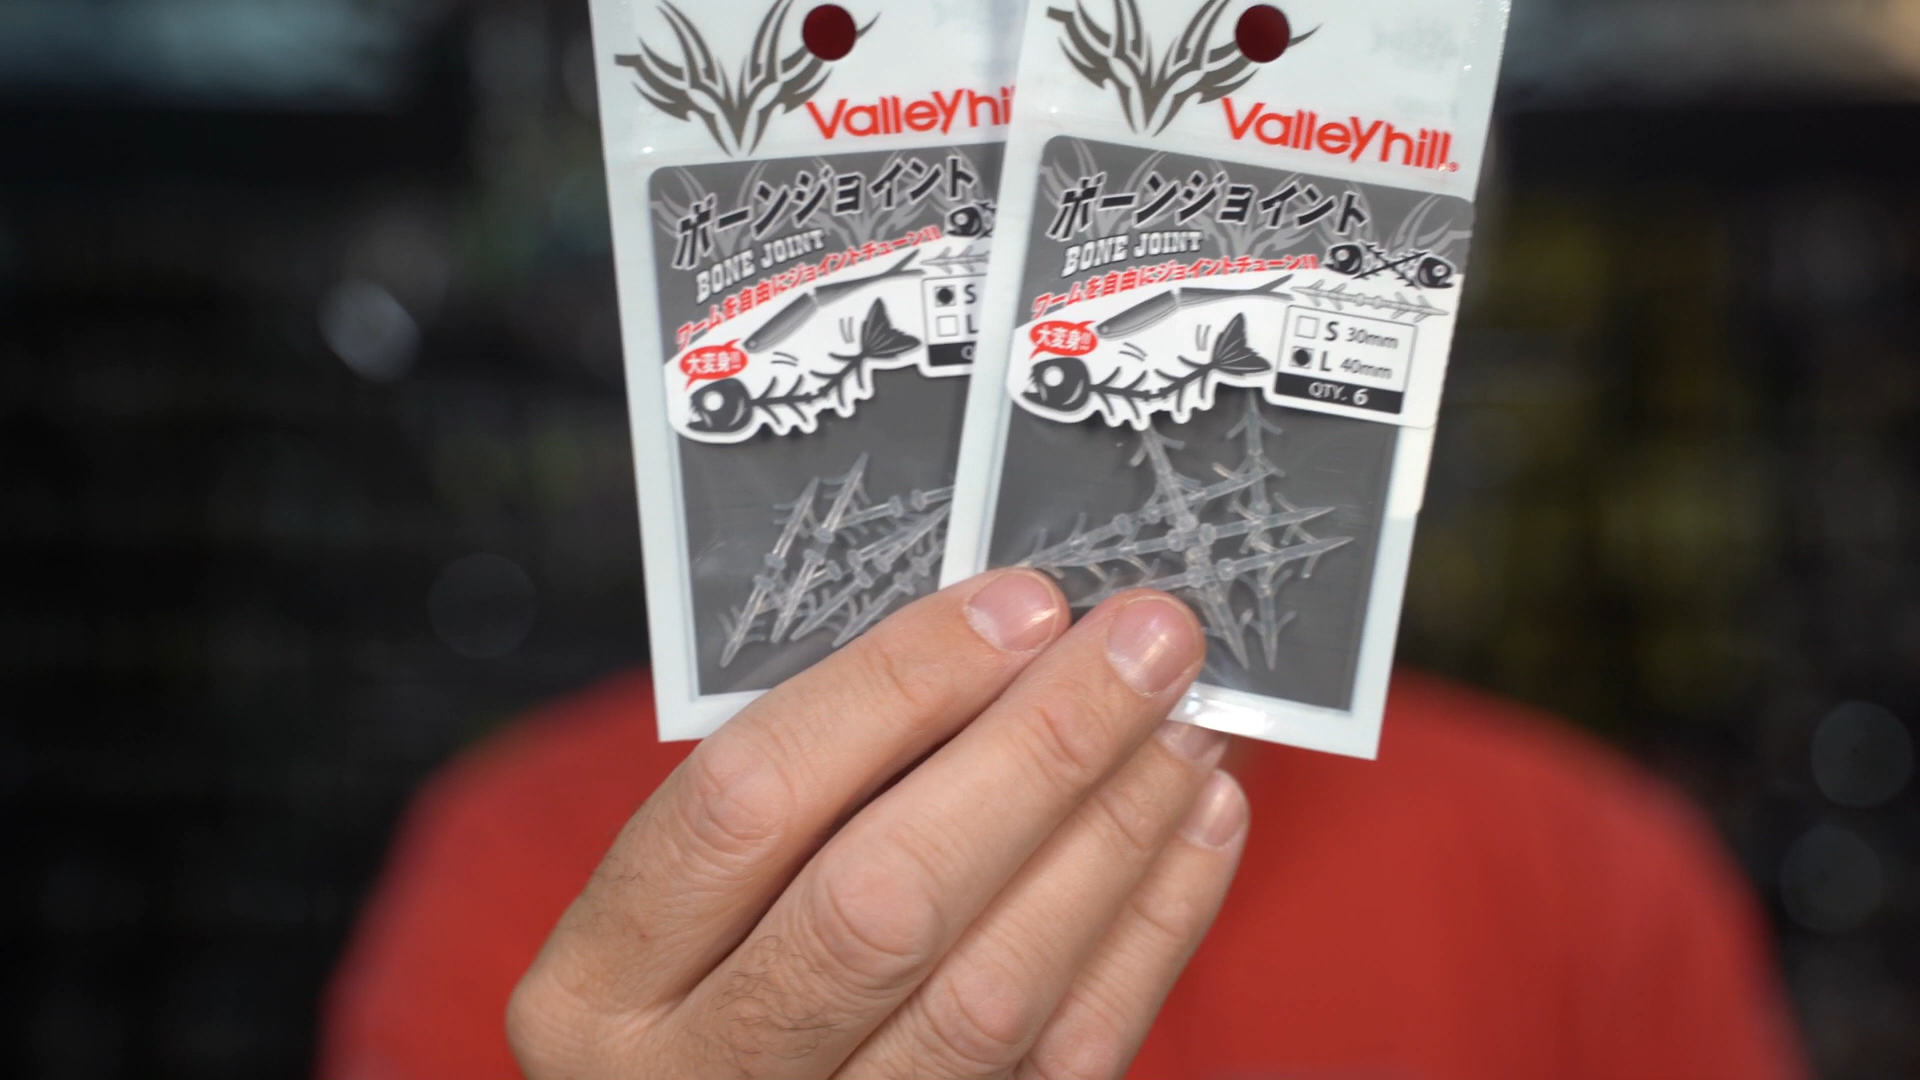 Valleyhi
ボーンジョイント
BONE JOINT
ワームを自由にジョイントチューン!!
大変身!!
S
L
Valleyhill®
ボーンジョイント
BONE JOINT
ワームを自由にジョイントチューン!!
大変身!!
S 30mm
L 40mm
QTY. 6